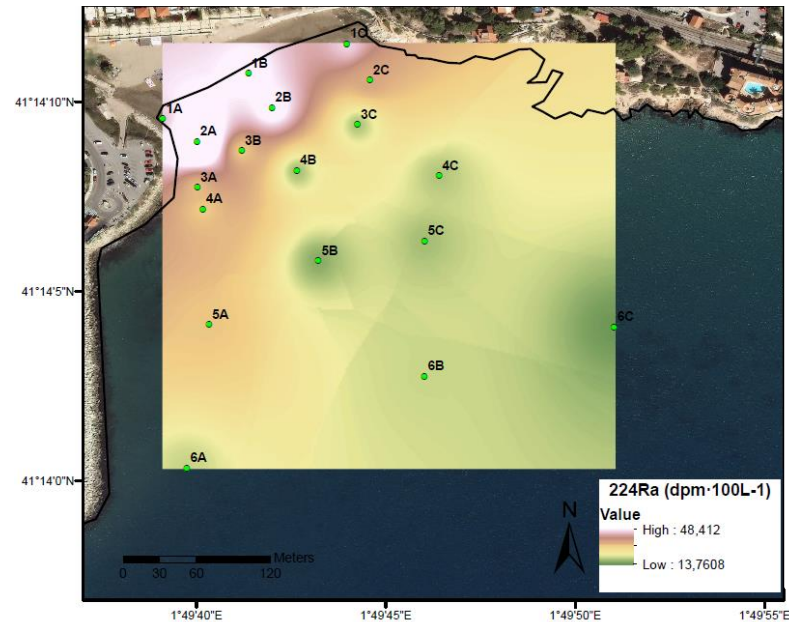 1C
1B
2C
41°14'10"N
2B
1A
3C
2A
3B
4B
4C
3A
4A
5C
5B
41°14'5"N
5A
6C
6B
6A
41°14'0"N
224Ra (dpm·100L-1)
Value
High : 48,412
Low : 13,7608
N
Meters
0 30 60 120
1°49'40"E 1°49'45"E 1°49'50"E 1°49'55"E